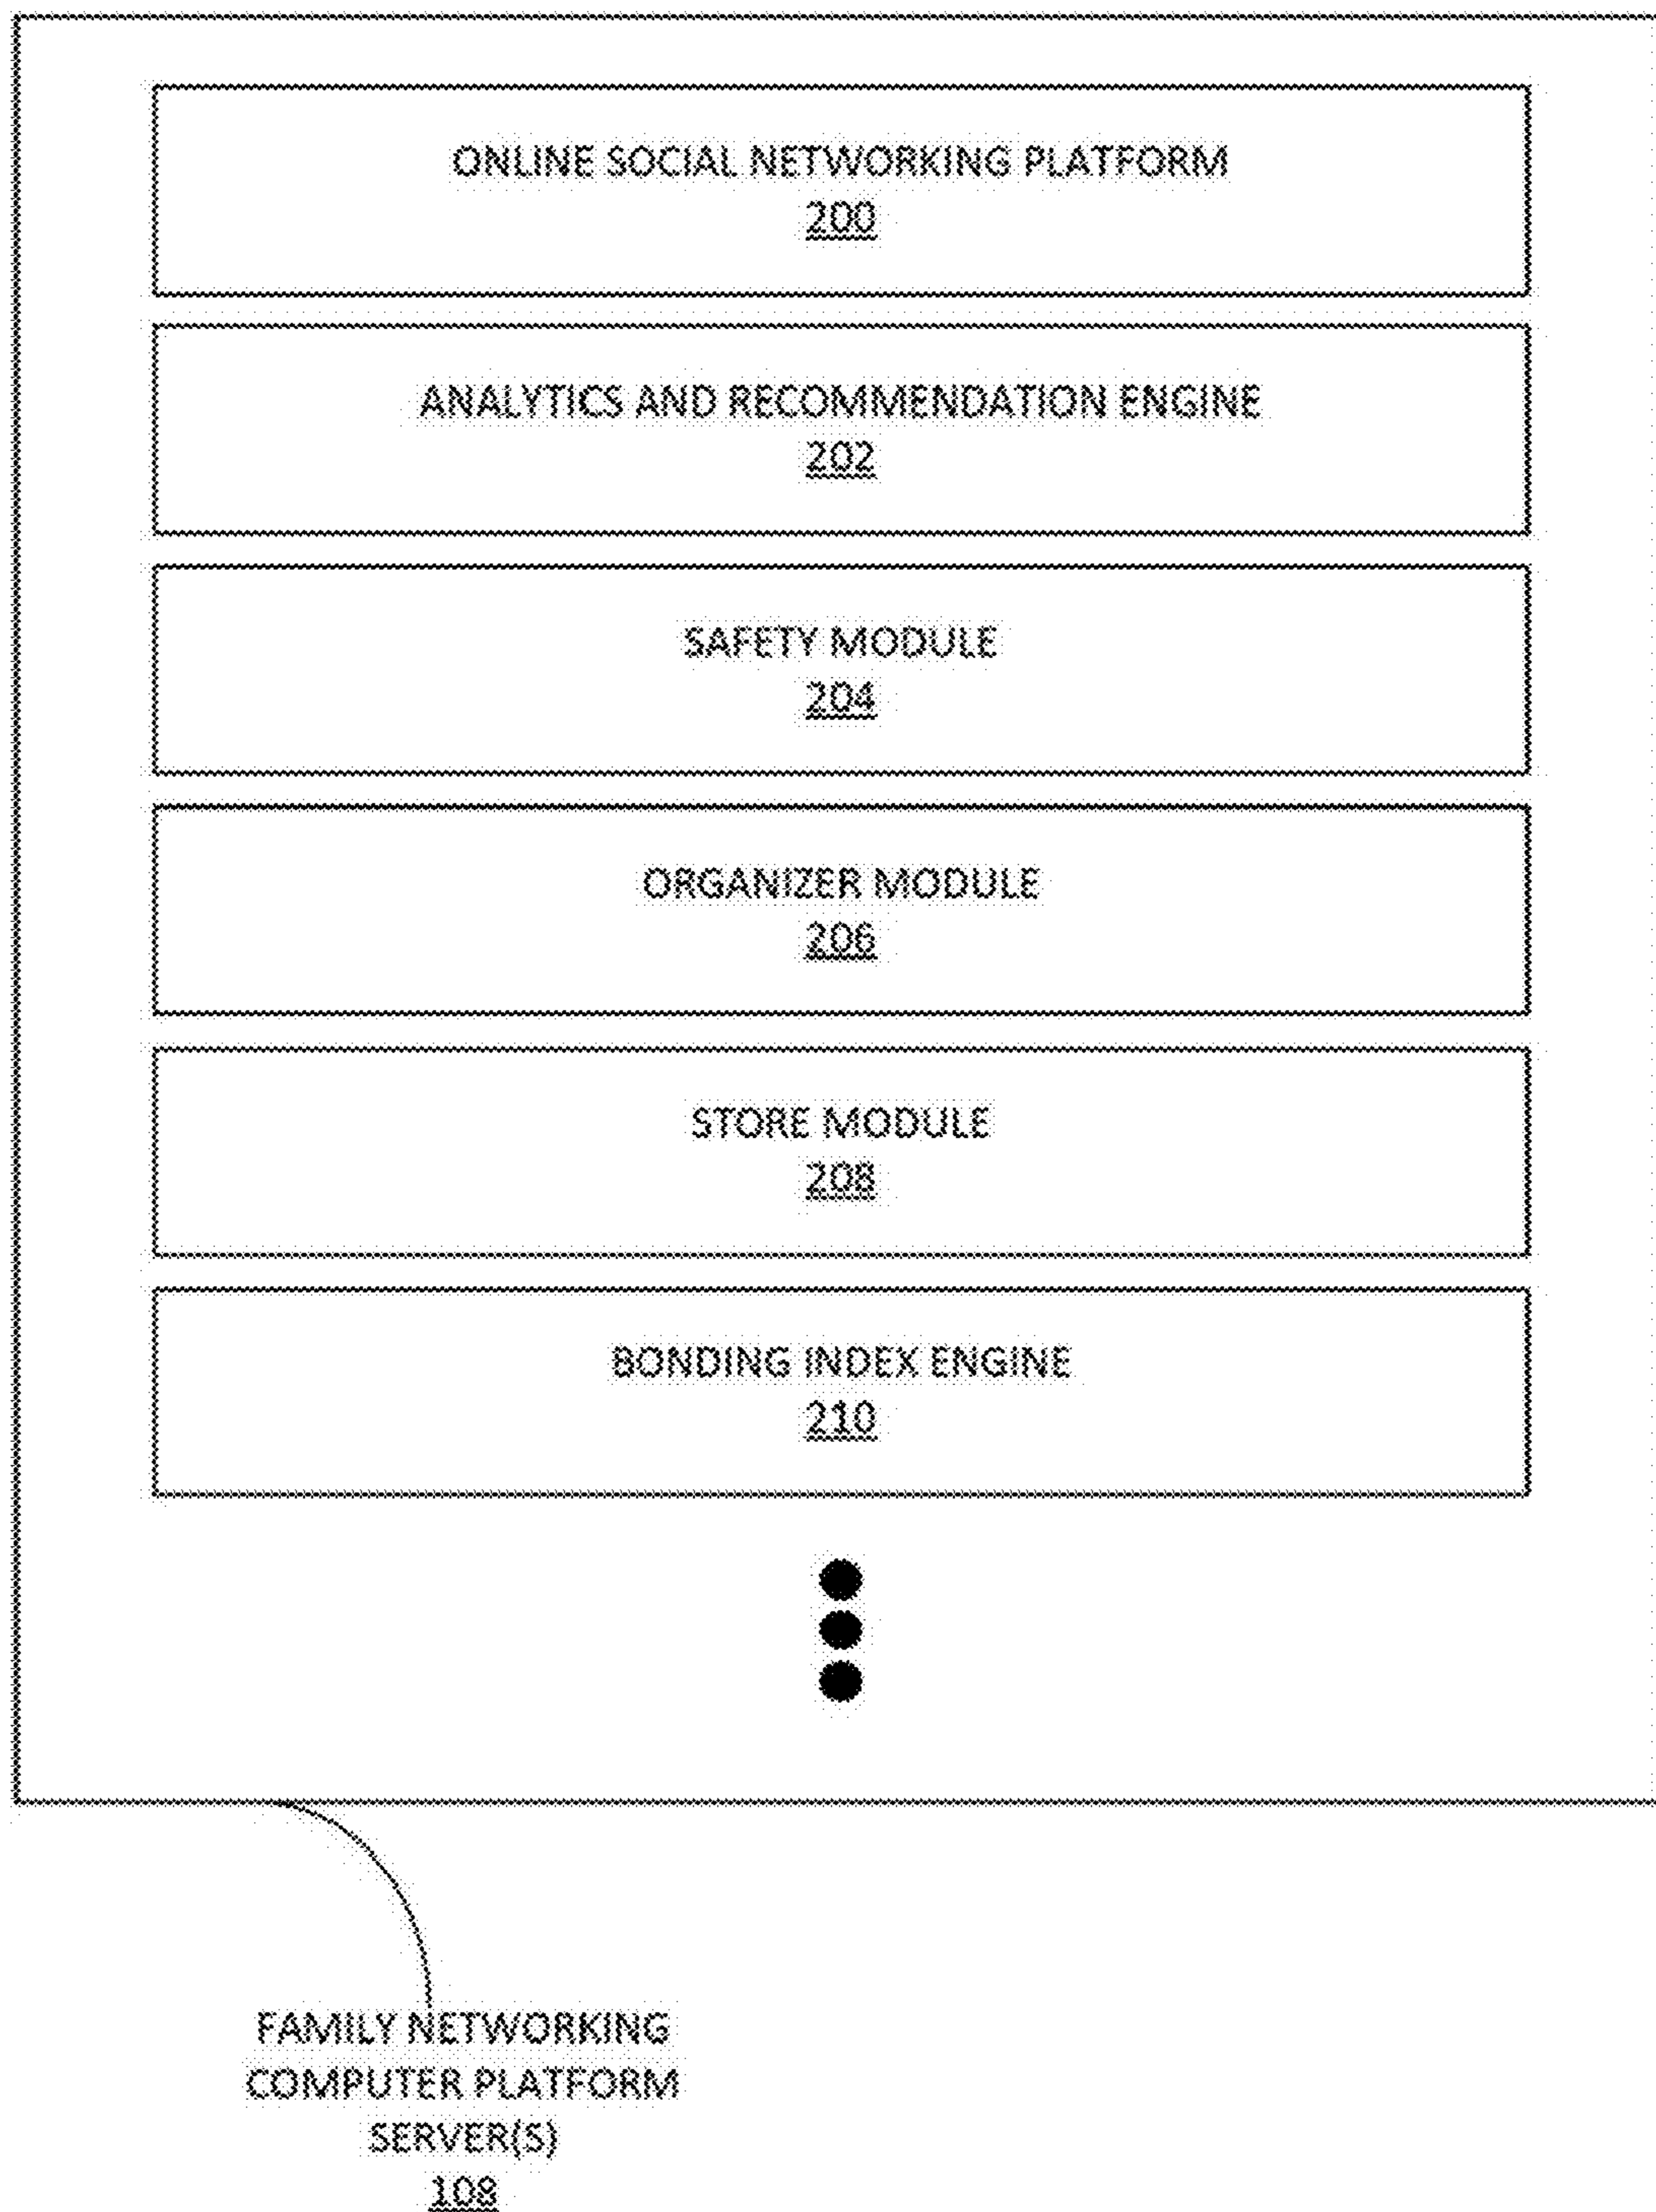 ONLINE SOCIAL NETWORKING PLATFORM
200
ANALYTICS AND RECOMMENDATION ENGINE
202
SAFETY MODULE
204
ORGANIZER MODULE
206
STORE MODULE
208
BONDING INDEX ENGINE
210
FAMILY NETWORKING
COMPUTER PLATFORM
SERVER(S)
108